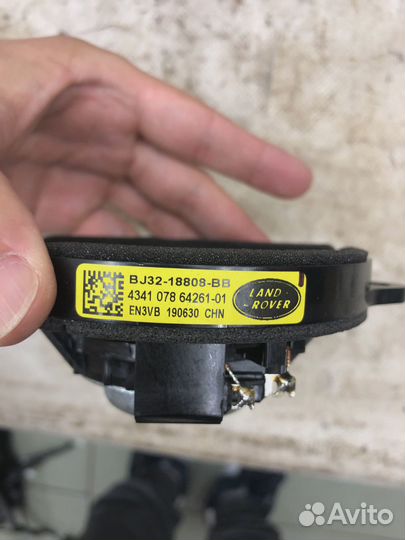 BJ32-18808-BB
4341 078 64261-01
EN3VB 190630 CHN
LAND
-ROVER
Avito